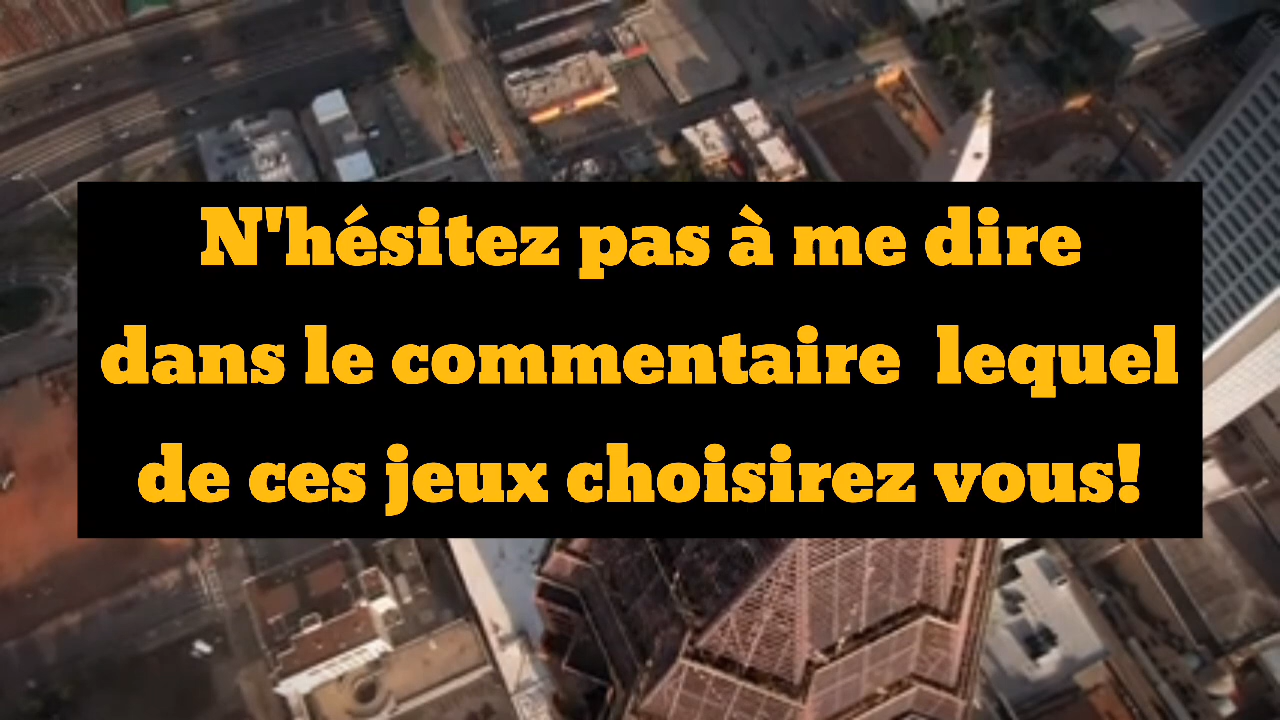 N'hésitez pas à me dire
dans le commentaire  lequel
de ces jeux choisirez vous!